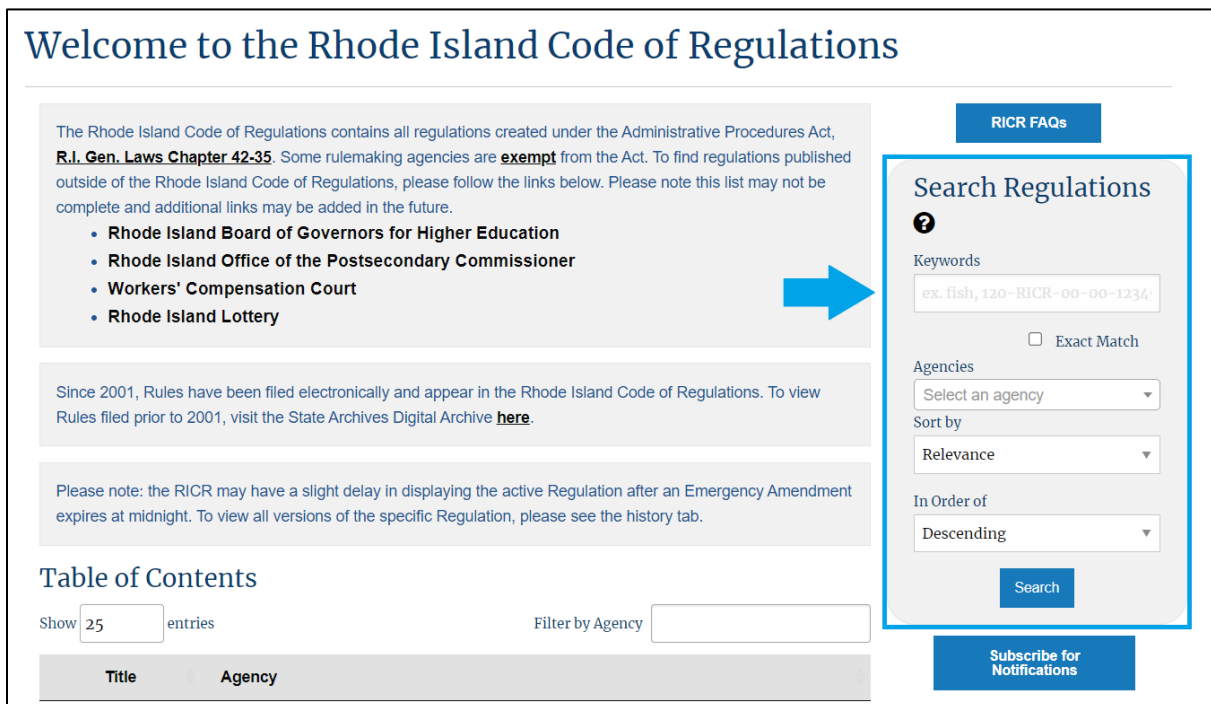 Welcome to the Rhode Island Code of Regulations
The Rhode Island Code of Regulations contains all regulations created under the Administrative Procedures Act,
R.I. Gen. Laws Chapter 42-35. Some rulemaking agencies are exempt from the Act. To find regulations published
outside of the Rhode Island Code of Regulations, please follow the links below. Please note this list may not be
complete and additional links may be added in the future.
• Rhode Island Board of Governors for Higher Education
• Rhode Island Office of the Postsecondary Commissioner
• Workers' Compensation Court
• Rhode Island Lottery
Since 2001, Rules have been filed electronically and appear in the Rhode Island Code of Regulations. To view
Rules filed prior to 2001, visit the State Archives Digital Archive here.
Please note: the RICR may have a slight delay in displaying the active Regulation after an Emergency Amendment
expires at midnight. To view all versions of the specific Regulation, please see the history tab.
Table of Contents
Show 25 entries Filter by Agency
Title Agency
RICR FAQs
Search Regulations
?
Keywords
ex. fish, 120-RICR-00-00-1234
Exact Match
Agencies
Select an agency
Sort by
Relevance
In Order of
Descending
Search
Subscribe for
Notifications